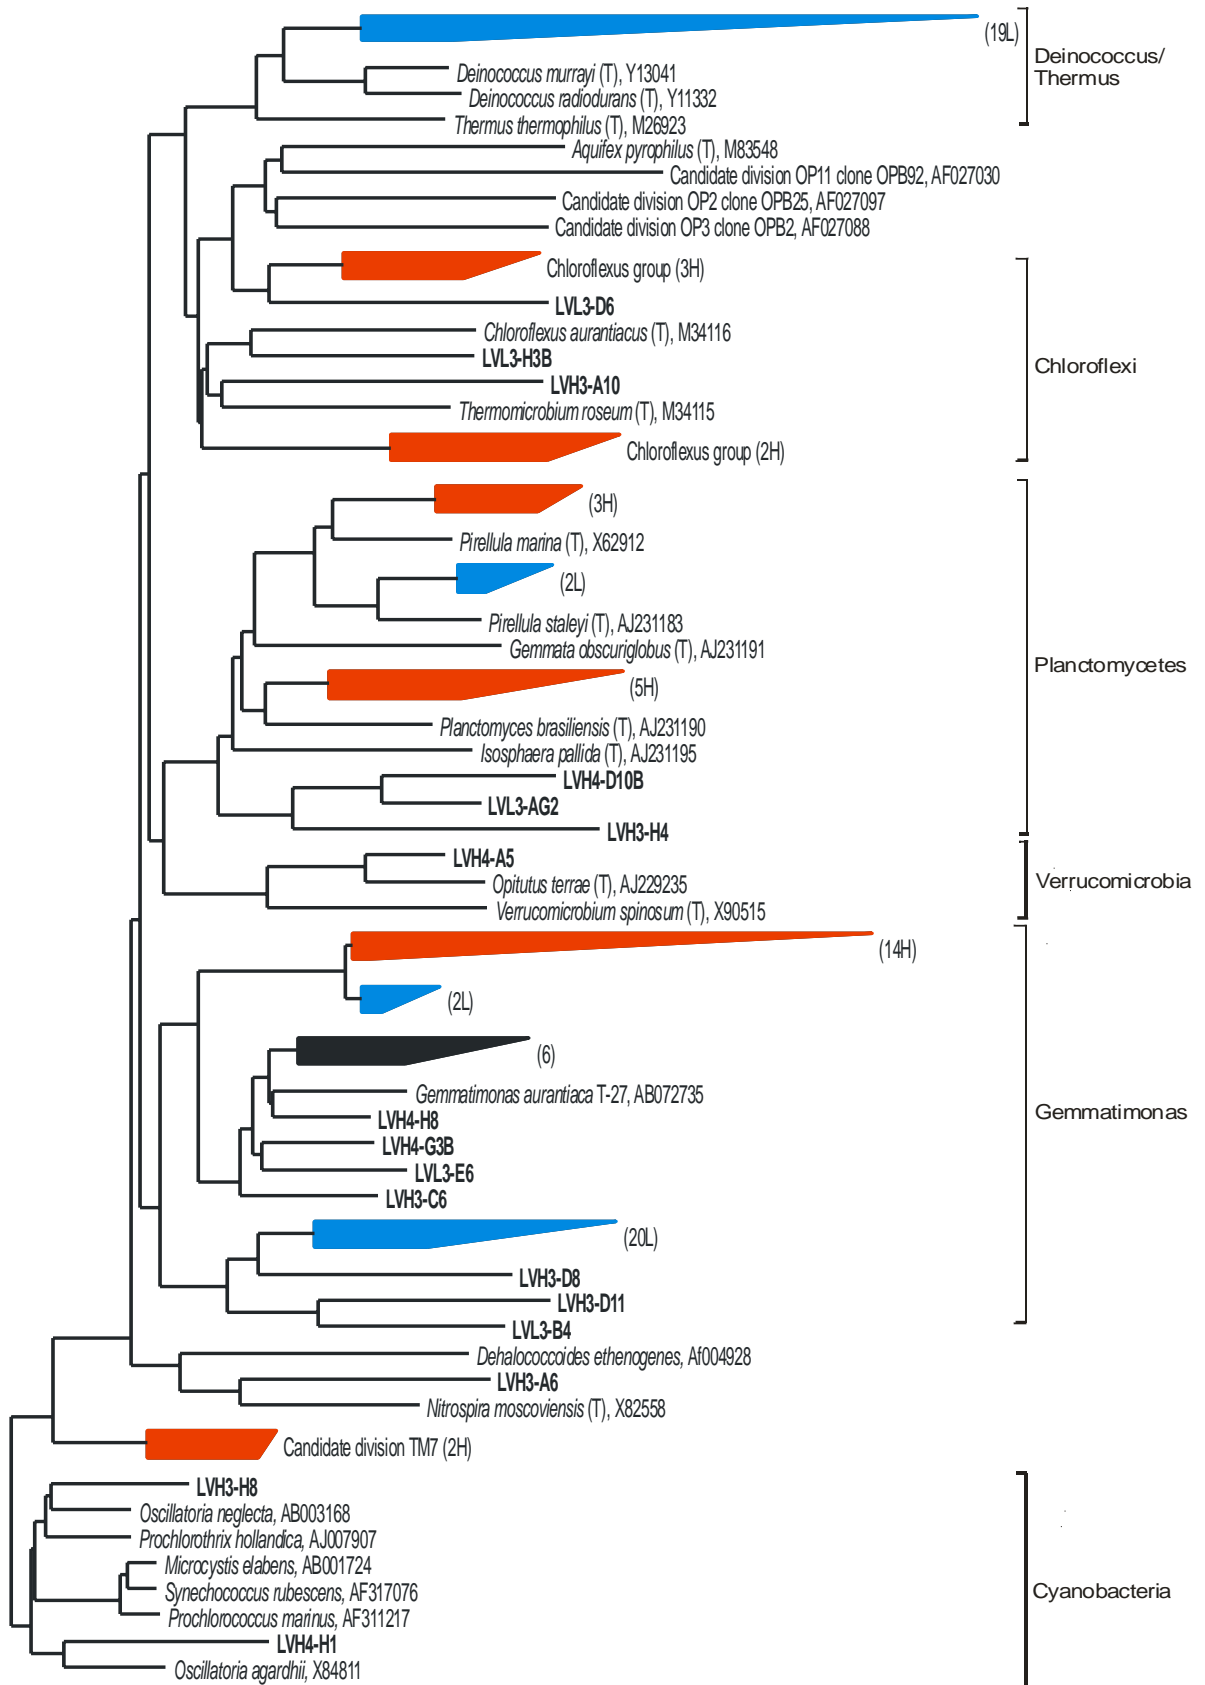 (19L)
Deinococcus/
Thermus
Deinococcus murrayi (T), Y13041
Deinococcus radiodurans (T), Y11332
Thermus thermophilus (T), M26923
Aquifex pyrophilus (T), M83548
Candidate division OP11 clone OPB92, AF027030
Candidate division OP2 clone OPB25, AF027097
Candidate division OP3 clone OPB2, AF027088
Chloroflexus group (3H)
LVL3-D6
Chloroflexus aurantiacus (T), M34116
LVL3-H3B
Chloroflexi
LVH3-A10
Thermomicrobium roseum (T), M34115
Chloroflexus group (2H)
(3H)
Pirellula marina (T), X62912
(2L)
Pirellula staleyi (T), AJ231183
Gemmata obscuriglobus (T), AJ231191
Planctomycetes
(5H)
Planctomyces brasiliensis (T), AJ231190
Isosphaera pallida (T), AJ231195
LVH4-D10B
LVL3-AG2
LVH3-H4
LVH4-A5
Opitutus terrae (T), AJ229235
Verrucomicrobia
Verrucomicrobium spinosum (T), X90515
(14H)
(2L)
(6)
Gemmatimonas aurantiaca T-27, AB072735
Gemmatimonas
LVH4-H8
LVH4-G3B
LVL3-E6
LVH3-C6
(20L)
LVH3-D8
LVH3-D11
LVL3-B4
Dehalococcoides ethenogenes, Af004928
LVH3-A6
Nitrospira moscoviensis (T), X82558
Candidate division TM7 (2H)
LVH3-H8
Oscillatoria neglecta, AB003168
Prochlorothrix hollandica, AJ007907
Microcystis elabens, AB001724
Synechococcus rubescens, AF317076
Cyanobacteria
Prochlorococcus marinus, AF311217
LVH4-H1
Oscillatoria agardhii, X84811